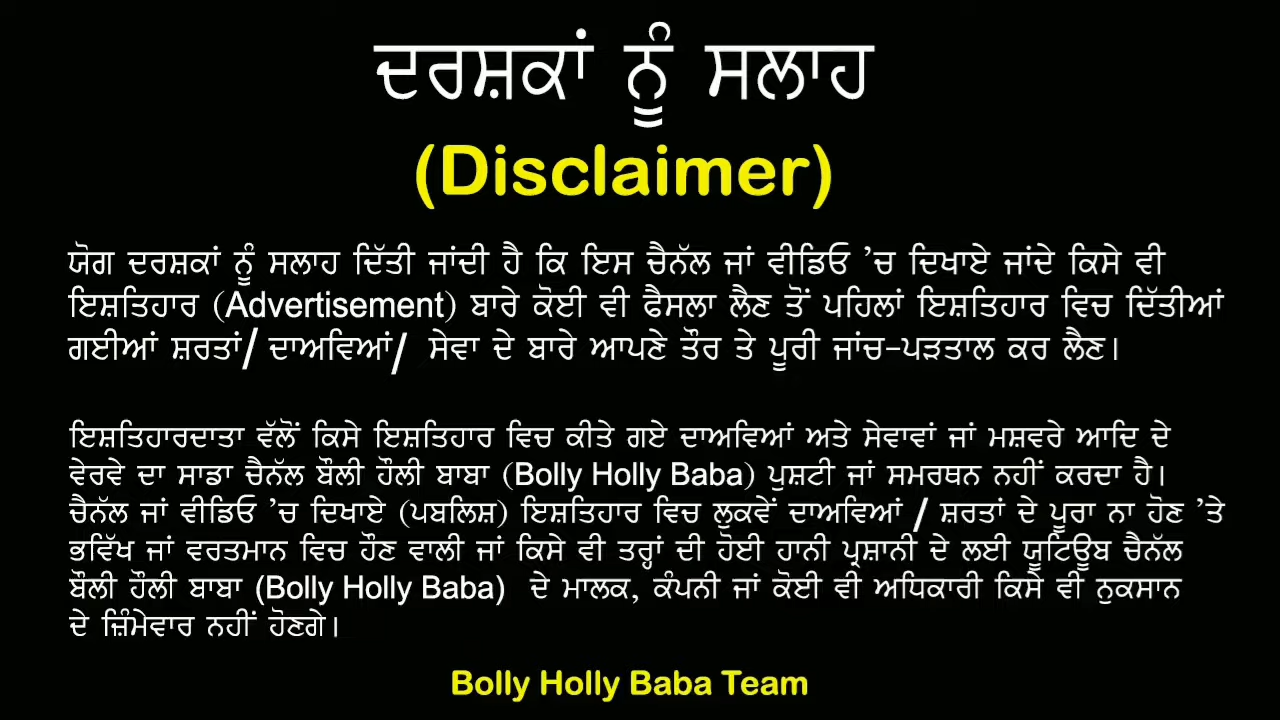 ਦਰਸ਼ਕਾਂ ਨੂੰ ਸਲਾਹ
(Disclaimer)
ਯੋਗ ਦਰਸ਼ਕਾਂ ਨੂੰ ਸਲਾਹ ਦਿੱਤੀ ਜਾਂਦੀ ਹੈ ਕਿ ਇਸ ਚੈਨੱਲ ਜਾਂ ਵੀਡਿਓ ’ਚ ਦਿਖਾਏ ਜਾਂਦੇ ਕਿਸੇ ਵੀ
ਇਸ਼ਤਿਹਾਰ (Advertisement) ਬਾਰੇ ਕੋਈ ਵੀ ਫੈਸਲਾ ਲੈਣ ਤੋਂ ਪਹਿਲਾਂ ਇਸ਼ਤਿਹਾਰ ਵਿਚ ਦਿੱਤੀਆਂ
ਗਈਆਂ ਸ਼ਰਤਾਂ/ ਦਾਅਵਿਆਂ/ ਸੇਵਾ ਦੇ ਬਾਰੇ ਆਪਣੇ ਤੌਰ ਤੇ ਪੂਰੀ ਜਾਂਚ-ਪੜਤਾਲ ਕਰ ਲੈਣ।
ਇਸ਼ਤਿਹਾਰਦਾਤਾ ਵੱਲੋਂ ਕਿਸੇ ਇਸ਼ਤਿਹਾਰ ਵਿਚ ਕੀਤੇ ਗਏ ਦਾਅਵਿਆਂ ਅਤੇ ਸੇਵਾਵਾਂ ਜਾਂ ਮਸ਼ਵਰੇ ਆਦਿ ਦੇ
ਵੇਰਵੇ ਦਾ ਸਾਡਾ ਚੈਨੱਲ ਬੌਲੀ ਹੌਲੀ ਬਾਬਾ (Bolly Holly Baba) ਪੁਸ਼ਟੀ ਜਾਂ ਸਮਰਥਨ ਨਹੀਂ ਕਰਦਾ ਹੈ।
ਚੈਨੱਲ ਜਾਂ ਵੀਡਿਓ ’ਚ ਦਿਖਾਏ (ਪਬਲਿਸ਼) ਇਸ਼ਤਿਹਾਰ ਵਿਚ ਲੁਕਵੇਂ ਦਾਅਵਿਆਂ / ਸ਼ਰਤਾਂ ਦੇ ਪੂਰਾ ਨਾ ਹੋਣ ’ਤੇ
ਭਵਿੱਖ ਜਾਂ ਵਰਤਮਾਨ ਵਿਚ ਹੌਣ ਵਾਲੀ ਜਾਂ ਕਿਸੇ ਵੀ ਤਰ੍ਹਾਂ ਦੀ ਹੋਈ ਹਾਨੀ ਪ੍ਰਸ਼ਾਨੀ ਦੇ ਲਈ ਯੂਟਿਊਬ ਚੈਨੱਲ
ਬੌਲੀ ਹੌਲੀ ਬਾਬਾ (Bolly Holly Baba) ਦੇ ਮਾਲਕ, ਕੰਪਨੀ ਜਾਂ ਕੋਈ ਵੀ ਅਧਿਕਾਰੀ ਕਿਸੇ ਵੀ ਨੁਕਸਾਨ
ਦੇ ਜ਼ਿੰਮੇਵਾਰ ਨਹੀਂ ਹੋਣਗੇ।
Bolly Holly Baba Team